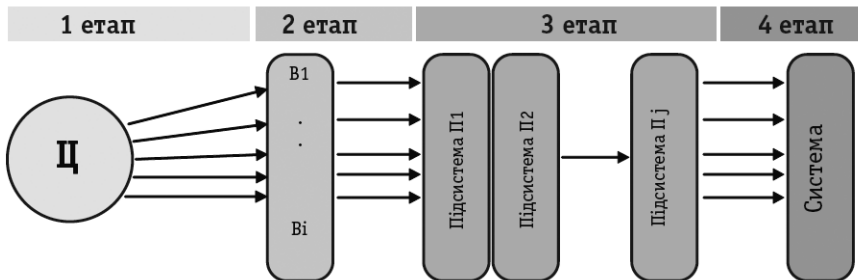 1 етап
2 етап
3 етап
4 етап
Ц
В1
.
.
Ві
Підсистема П1
Підсистема П2
Підсистема П j
Система